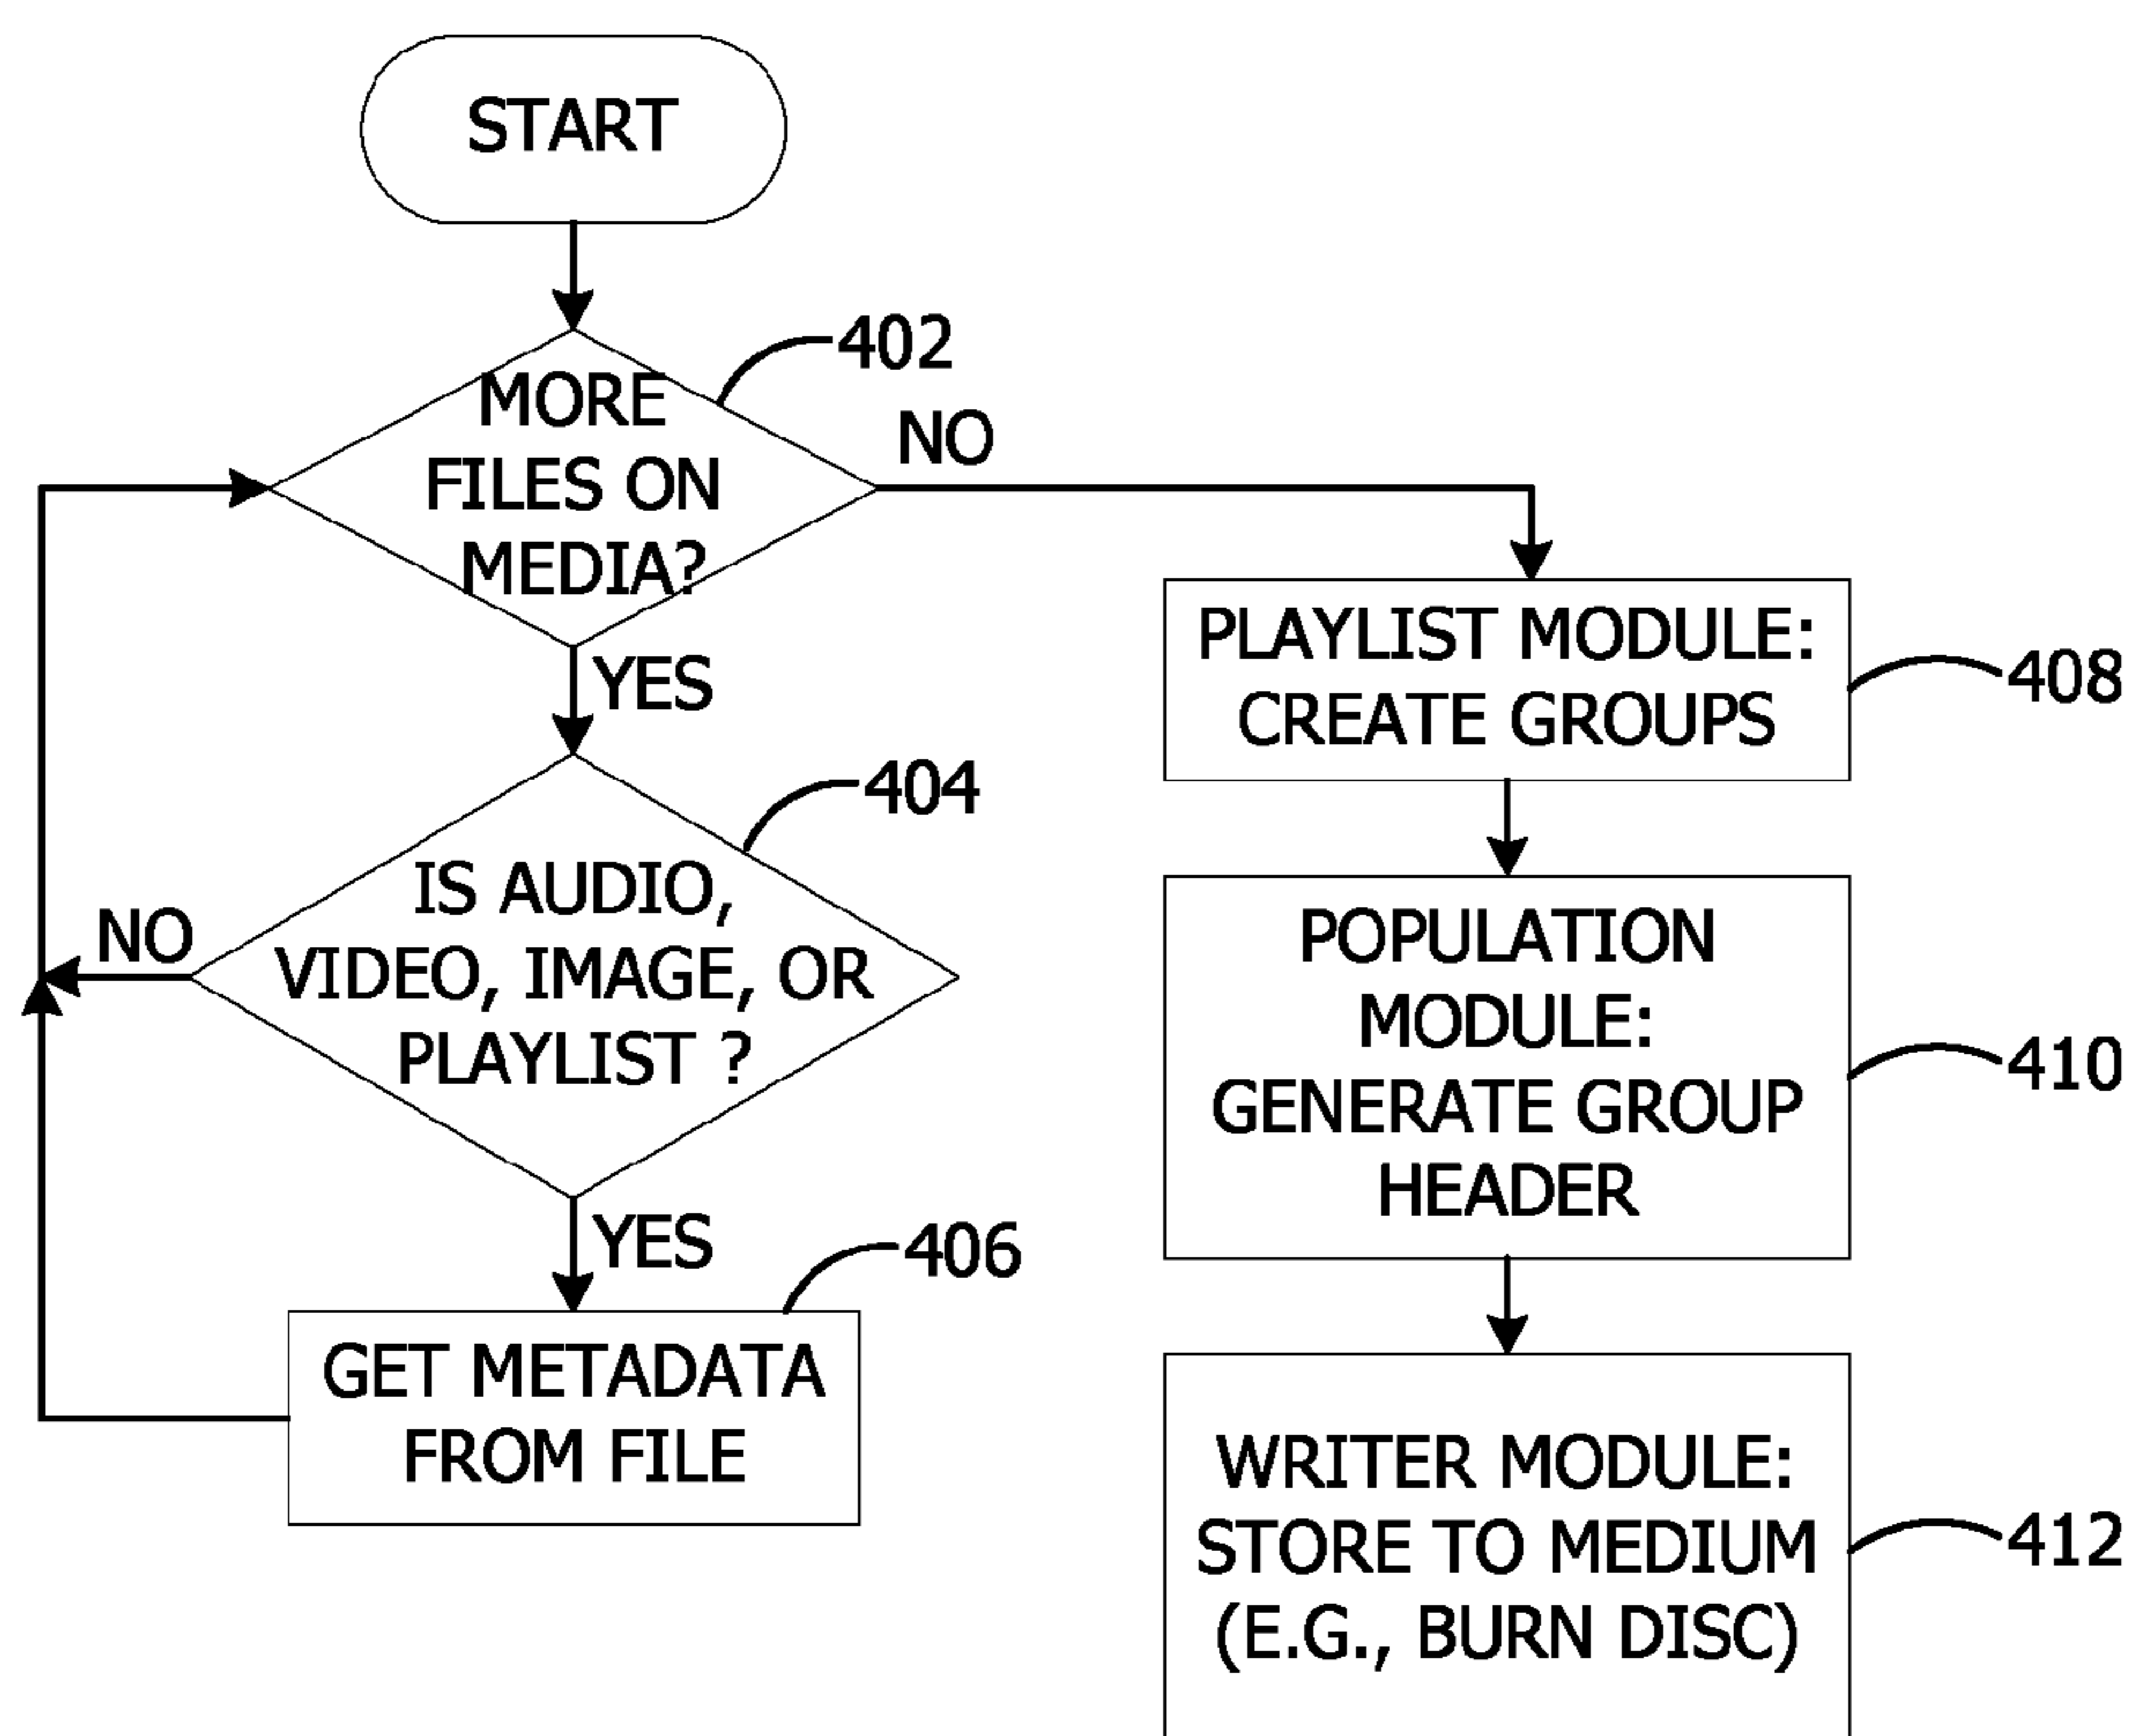 START
402
MORE
FILES ON
MEDIA?
NO
YES
404
IS AUDIO,
VIDEO, IMAGE, OR
PLAYLIST ?
NO
YES
406
GET METADATA
FROM FILE
PLAYLIST MODULE:
CREATE GROUPS
408
POPULATION
MODULE:
GENERATE GROUP
HEADER
410
WRITER MODULE:
STORE TO MEDIUM
(E.G., BURN DISC)
412